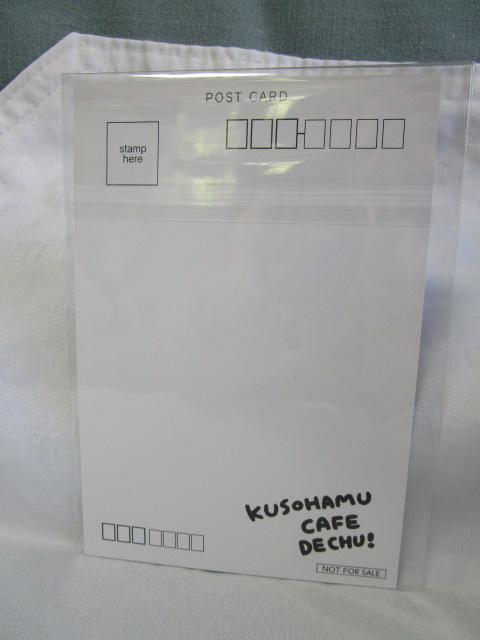 POST CARD
stamp
here
KUSOHAMU
CAFE
DECHU!
NOT FOR SALE